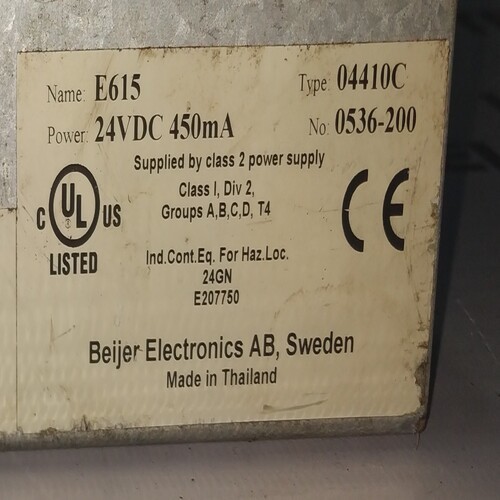 Name: E615 Type: 04410C
Power: 24VDC 450mA No: 0536-200
Supplied by class 2 power supply
Class I, Div 2,
Groups A,B,C,D, T4
C UL US
LISTED
CE
Ind.Cont.Eq. For Haz.Loc.
24GN
E207750
Beijer Electronics AB, Sweden
Made in Thailand